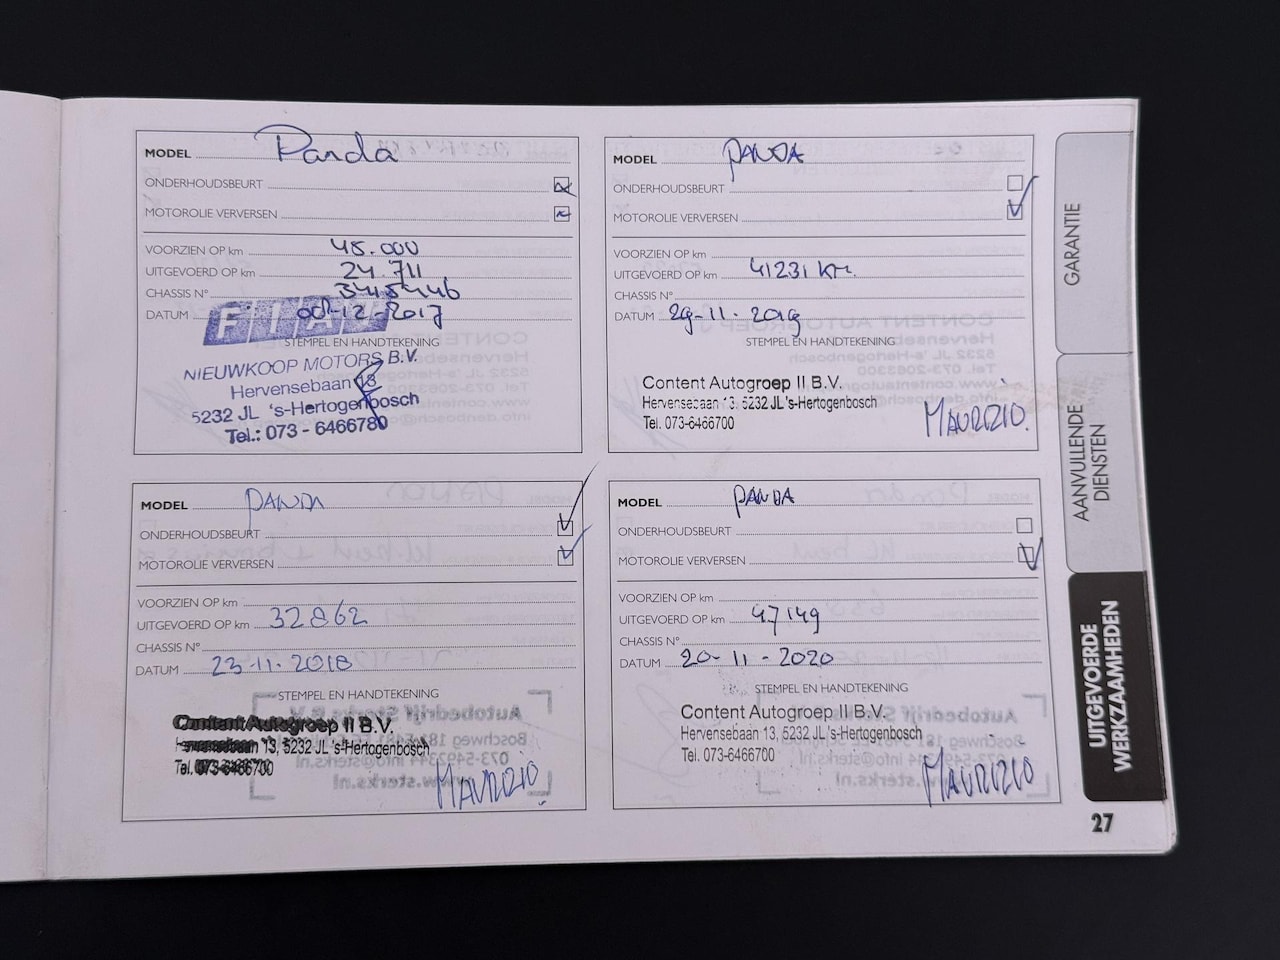 MODEL Panda
ONDERHOUDSBEURT
MOTOROLIE VERVERSEN
VOORZIEN OP km 45.000
UITGEVOERD OP km 24.711
CHASSIS N° 3415446
DATUM 12-2017
FIAT
STEMPEL EN HANDTEKENING
NIEUWKOOP MOTORS B.V.
Hervensebaan 13
5232 JL 's-Hertogenbosch
Tel.: 073 - 6466780
MODEL PANDA
ONDERHOUDSBEURT
MOTOROLIE VERVERSEN
VOORZIEN OP km
UITGEVOERD OP km 41231 KM.
CHASSIS N°
DATUM 29-11-2019
STEMPEL EN HANDTEKENING
Content Autogroep II B.V.
Hervensebaan 13, 5232 JL 's-Hertogenbosch
Tel. 073-6466700
MAURIZIO.
MODEL PANDA
ONDERHOUDSBEURT
MOTOROLIE VERVERSEN
VOORZIEN OP km
UITGEVOERD OP km 32862
CHASSIS N°
DATUM 23-11-2018
STEMPEL EN HANDTEKENING
Content Autogroep II B.V.
Hervensebaan 13, 5232 JL 's-Hertogenbosch
Tel. 073-6466700
MAURIZIO.
MODEL PANDA
ONDERHOUDSBEURT
MOTOROLIE VERVERSEN
VOORZIEN OP km
UITGEVOERD OP km 47149
CHASSIS N°
DATUM 20-11-2020
STEMPEL EN HANDTEKENING
Content Autogroep II B.V.
Hervensebaan 13, 5232 JL 's-Hertogenbosch
Tel. 073-6466700
MAURIZIO
GARANTIE
AANVULLENDE
DIENSTEN
UITGEVOERDE
WERKZAAMHEDEN
27